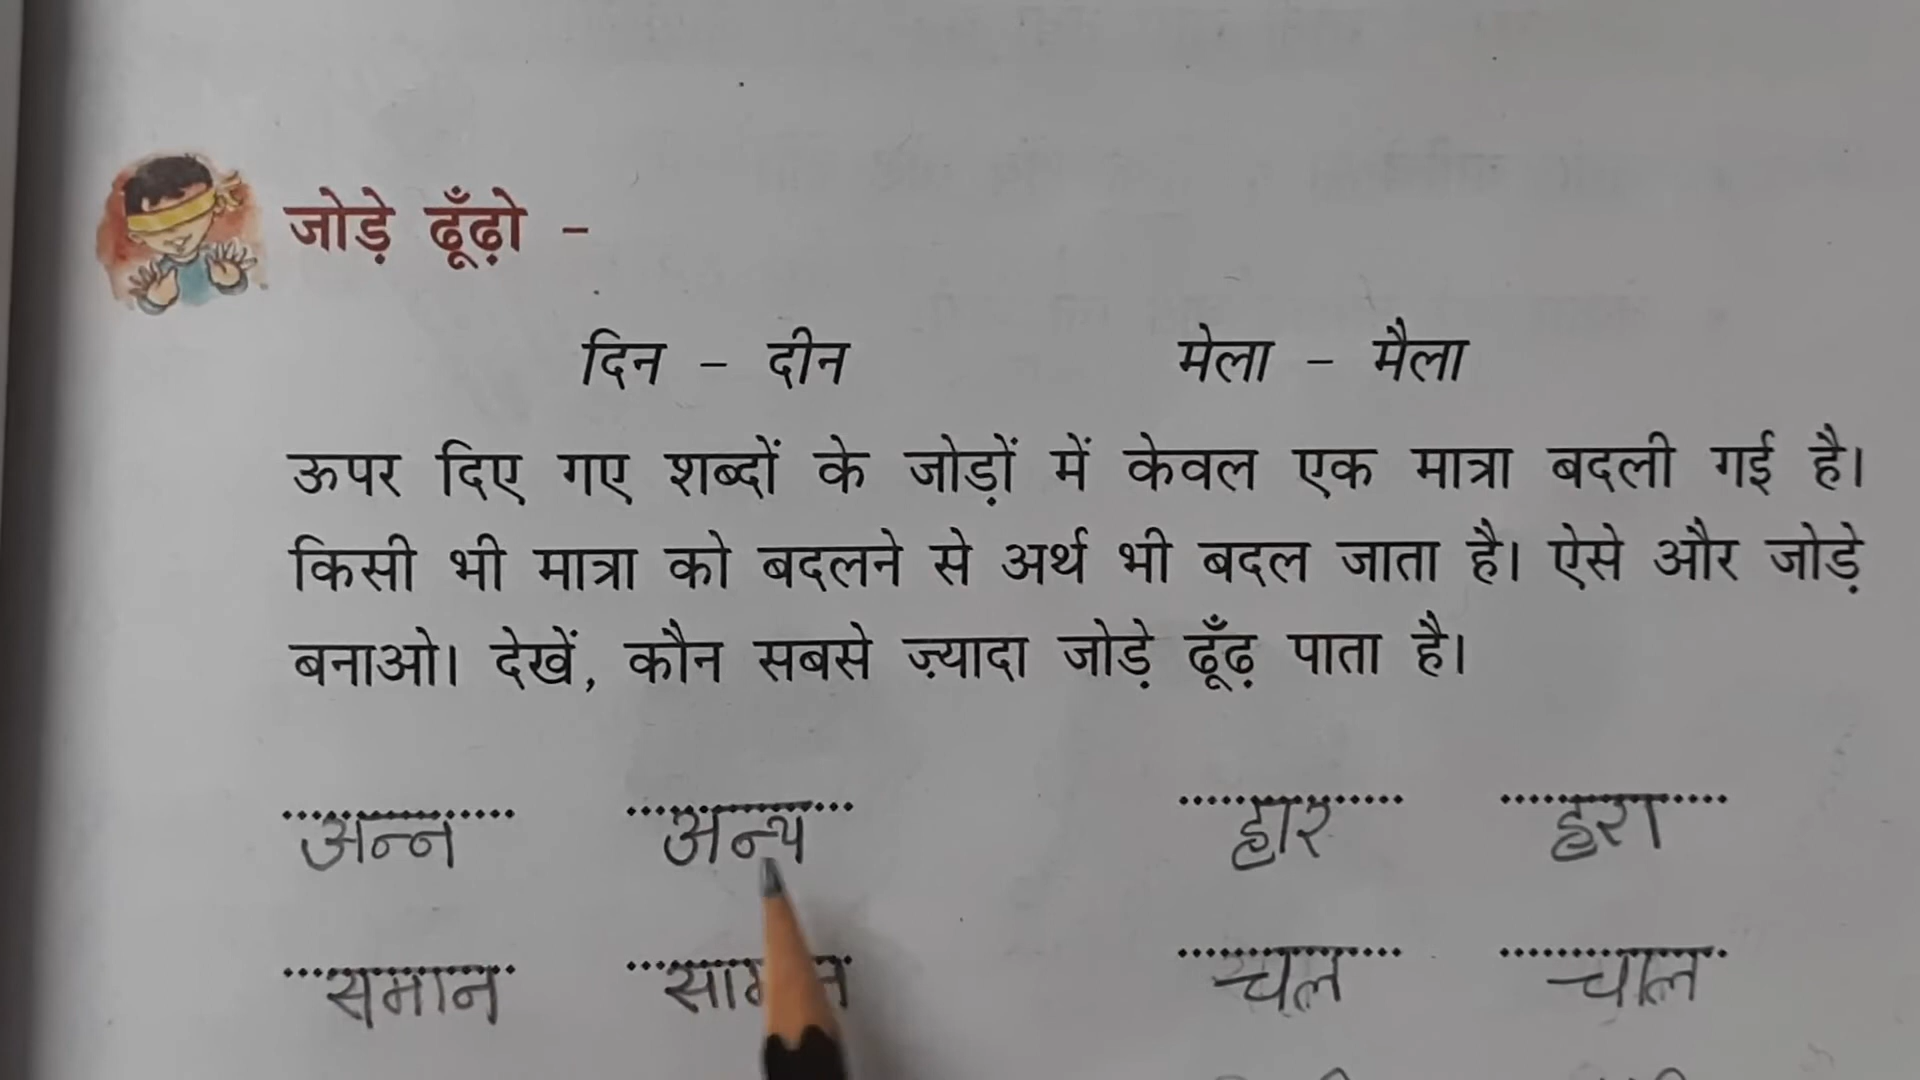 जोड़े ढूँढ़ो -
दिन - दीन मेला - मैला
ऊपर दिए गए शब्दों के जोड़ों में केवल एक मात्रा बदली गई है।
किसी भी मात्रा को बदलने से अर्थ भी बदल जाता है। ऐसे और जोड़े
बनाओ। देखें, कौन सबसे ज़्यादा जोड़े ढूँढ़ पाता है।
अन्न अन्य हार हरा
समान चल चाल